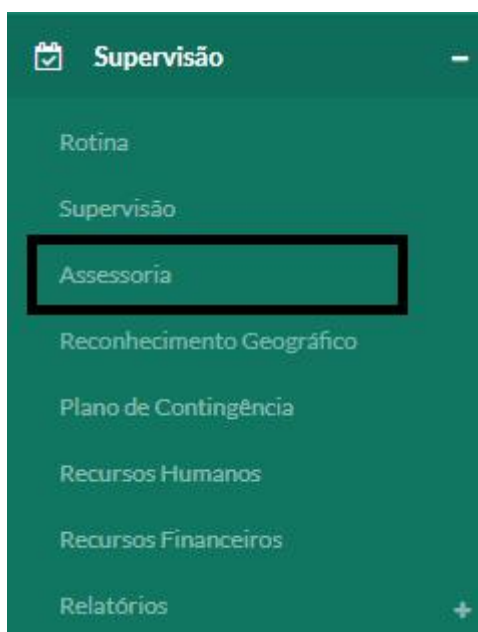 Supervisão
Rotina
Supervisão
Assessoria
Reconhecimento Geográfico
Plano de Contingência
Recursos Humanos
Recursos Financeiros
Relatórios